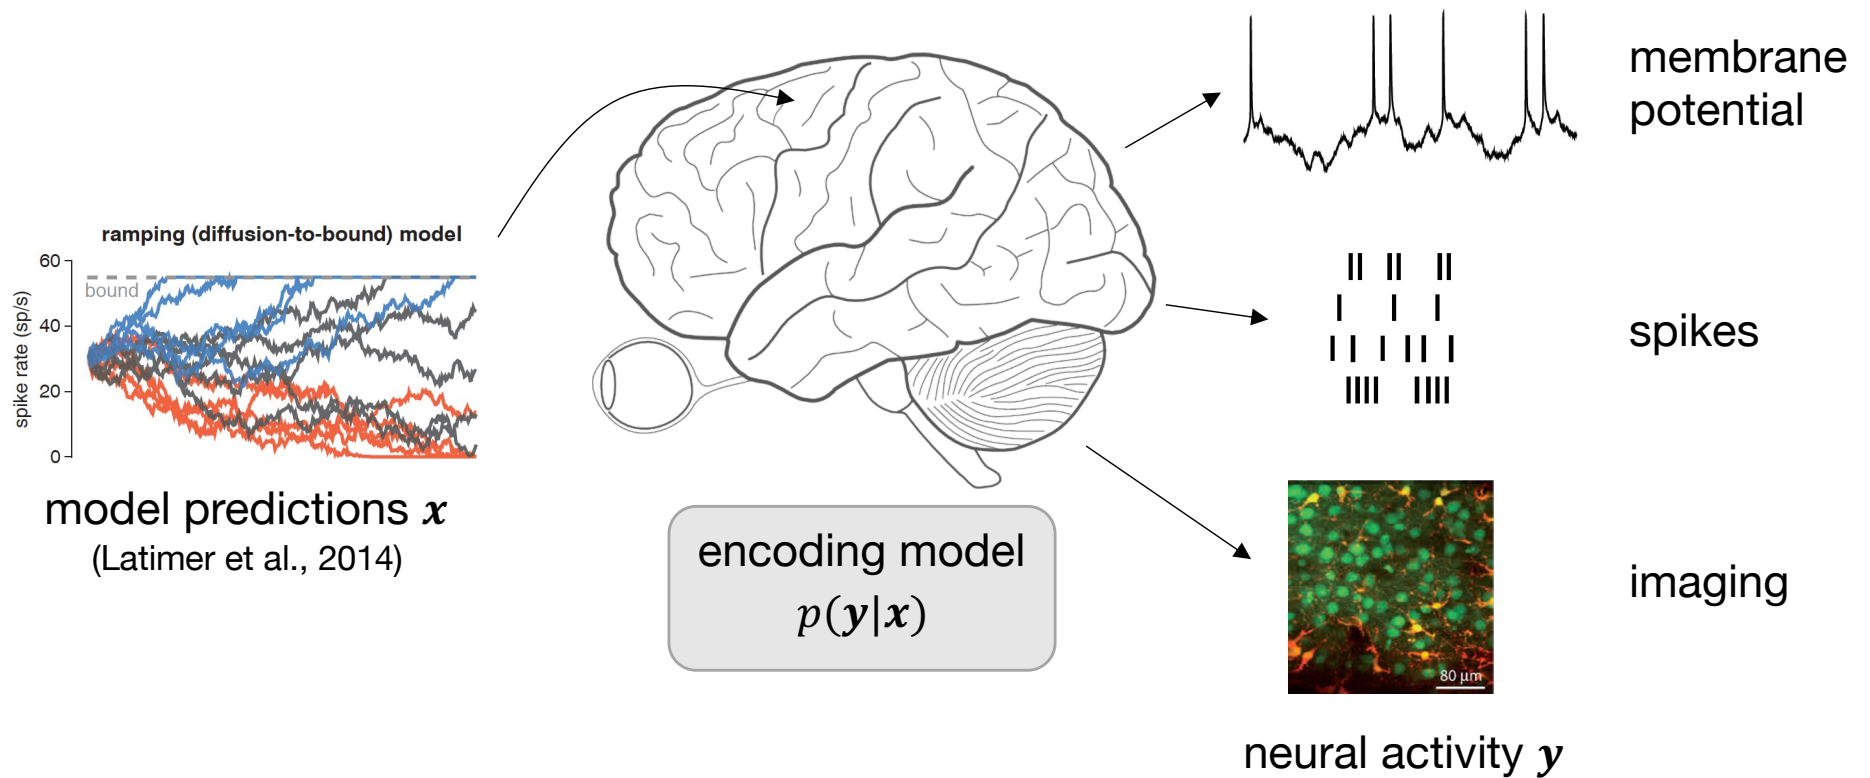 membrane
potential
ramping (diffusion-to-bound) model
60
bound
40
20
0
spike rate (sp/s)
model predictions x
(Latimer et al., 2014)
encoding model
p(y|x)
spikes
imaging
80 μm
neural activity y